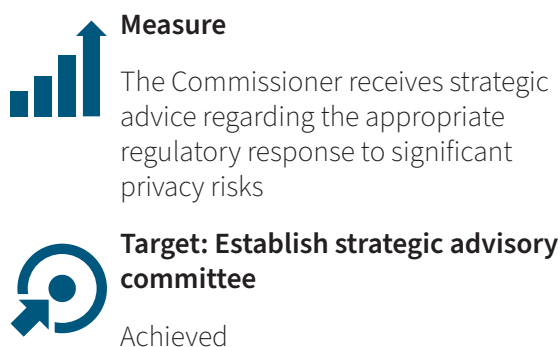 Measure
The Commissioner receives strategic
advice regarding the appropriate
regulatory response to significant
privacy risks
Target: Establish strategic advisory
committee
Achieved